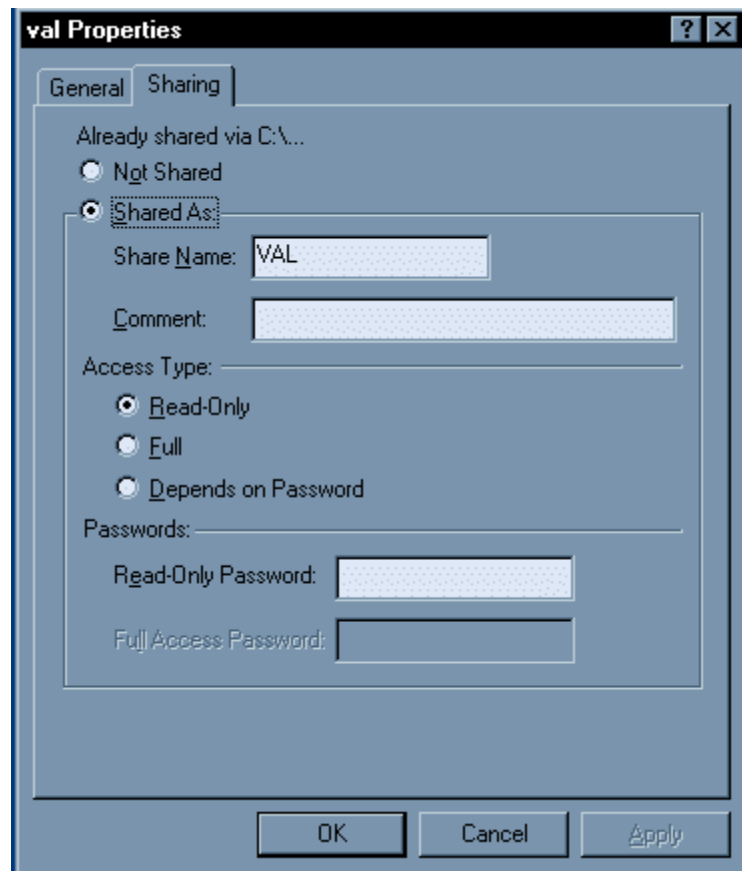 val Properties
General Sharing
Already shared via C:\...
Not Shared
Shared As:
Share Name: VAL
Comment:
Access Type:
Read-Only
Full
Depends on Password
Passwords:
Read-Only Password:
Full Access Password:
OK Cancel Apply